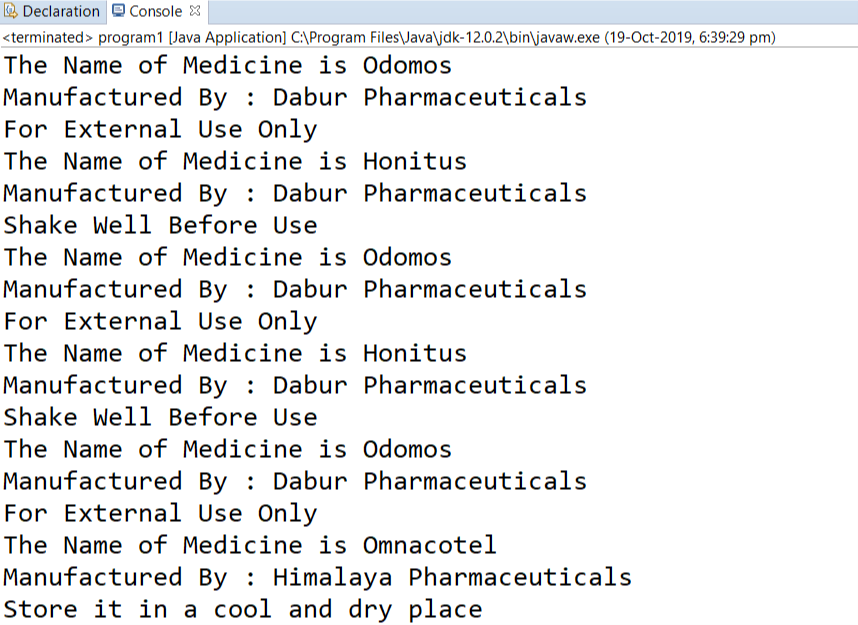 Declaration Console
<terminated> program1 [Java Application] C:\Program Files\Java\jdk-12.0.2\bin\javaw.exe (19-Oct-2019, 6:39:29 pm)
The Name of Medicine is Odomos
Manufactured By : Dabur Pharmaceuticals
For External Use Only
The Name of Medicine is Honitus
Manufactured By : Dabur Pharmaceuticals
Shake Well Before Use
The Name of Medicine is Odomos
Manufactured By : Dabur Pharmaceuticals
For External Use Only
The Name of Medicine is Honitus
Manufactured By : Dabur Pharmaceuticals
Shake Well Before Use
The Name of Medicine is Odomos
Manufactured By : Dabur Pharmaceuticals
For External Use Only
The Name of Medicine is Omnacotel
Manufactured By : Himalaya Pharmaceuticals
Store it in a cool and dry place